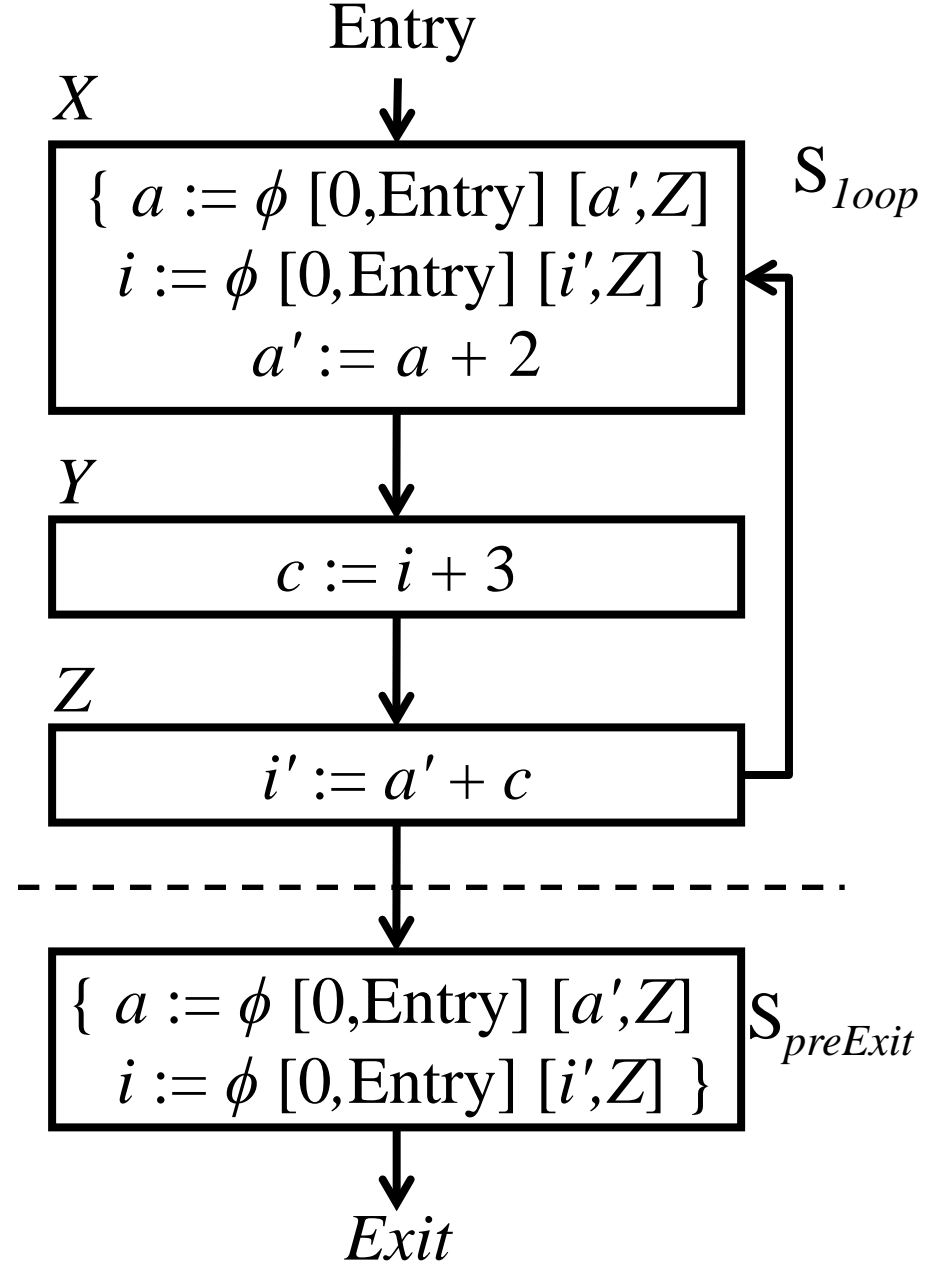 Entry
X
{ a := ϕ [0,Entry] [a′,Z]
S1oop
i := ϕ [0,Entry] [i′,Z] }
a′ := a + 2
Y
c := i + 3
Z
i′ := a′ + c
{ a := ϕ [0,Entry] [a′,Z]
SpreExit
i := ϕ [0,Entry] [i′,Z] }
Exit